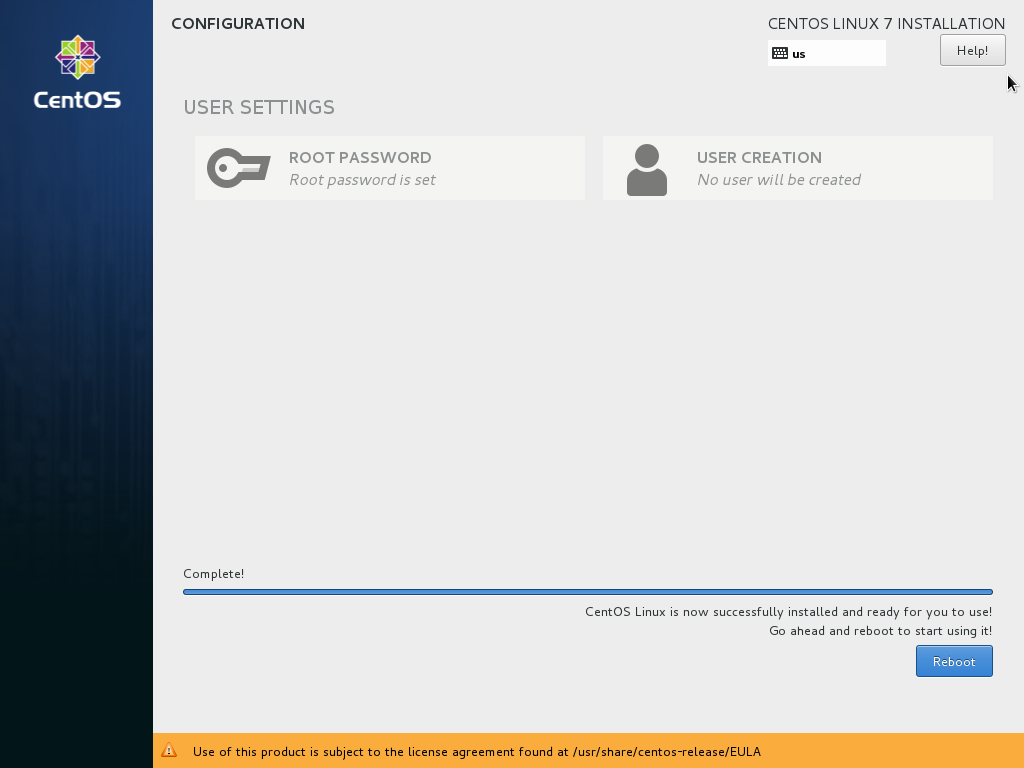 CentOS
CONFIGURATION
CENTOS LINUX 7 INSTALLATION
us
Help!
USER SETTINGS
ROOT PASSWORD
Root password is set
USER CREATION
No user will be created
Complete!
CentOS Linux is now successfully installed and ready for you to use!
Go ahead and reboot to start using it!
Reboot
Use of this product is subject to the license agreement found at /usr/share/centos-release/EULA